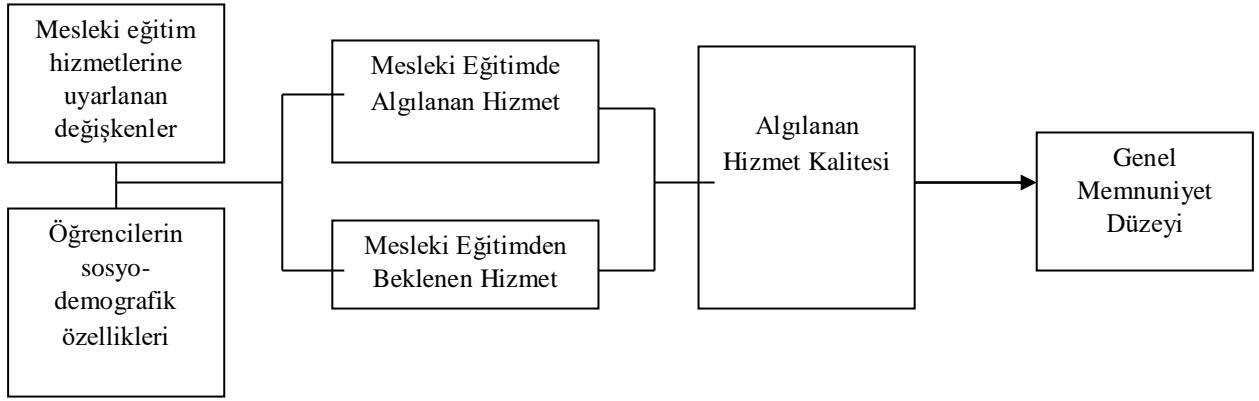 Mesleki eğitim
hizmetlerine
uyarlanan
değişkenler
Öğrencilerin
sosyo-
demografik
özellikleri
Mesleki Eğitimde
Algılanan Hizmet
Mesleki Eğitimden
Beklenen Hizmet
Algılanan
Hizmet Kalitesi
Genel
Memnuniyet
Düzeyi